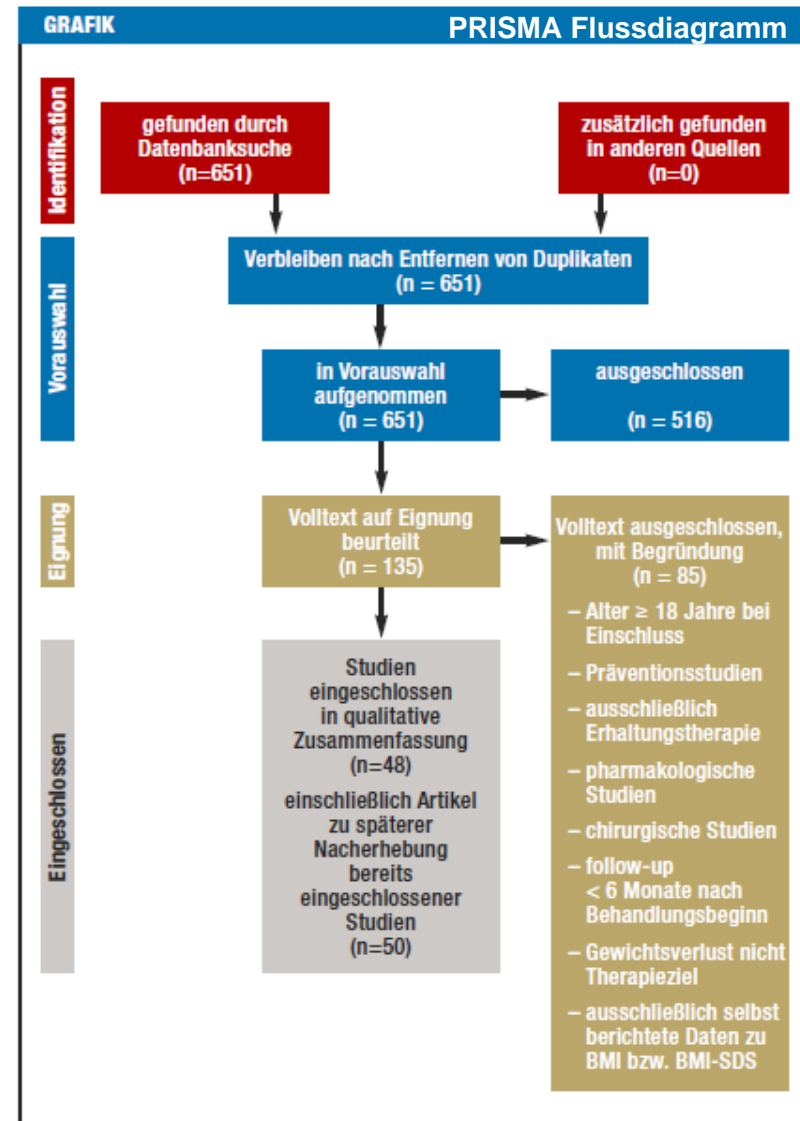 GRAFIK
PRISMA Flussdiagramm
Identifikation
gefunden durch
Datenbanksuche
(n=651)
zusätzlich gefunden
in anderen Quellen
(n=0)
Vorauswahl
Verbleiben nach Entfernen von Duplikaten
(n = 651)
in Vorauswahl
aufgenommen
(n = 651)
ausgeschlossen
(n = 516)
Eignung
Volltext auf Eignung
beurteilt
(n = 135)
Volltext ausgeschlossen,
mit Begründung
(n = 85)
– Alter ≥ 18 Jahre bei
Einschluss
– Präventionsstudien
– ausschließlich
Erhaltungstherapie
– pharmakologische
Studien
– chirurgische Studien
– follow-up
< 6 Monate nach
Behandlungsbeginn
– Gewichtsverlust nicht
Therapieziel
– ausschließlich selbst
berichtete Daten zu
BMI bzw. BMI-SDS
Eingeschlossen
Studien
eingeschlossen
in qualitative
Zusammenfassung
(n=48)
einschließlich Artikel
zu späterer
Nacherhebung
bereits
eingeschlossener
Studien
(n=50)